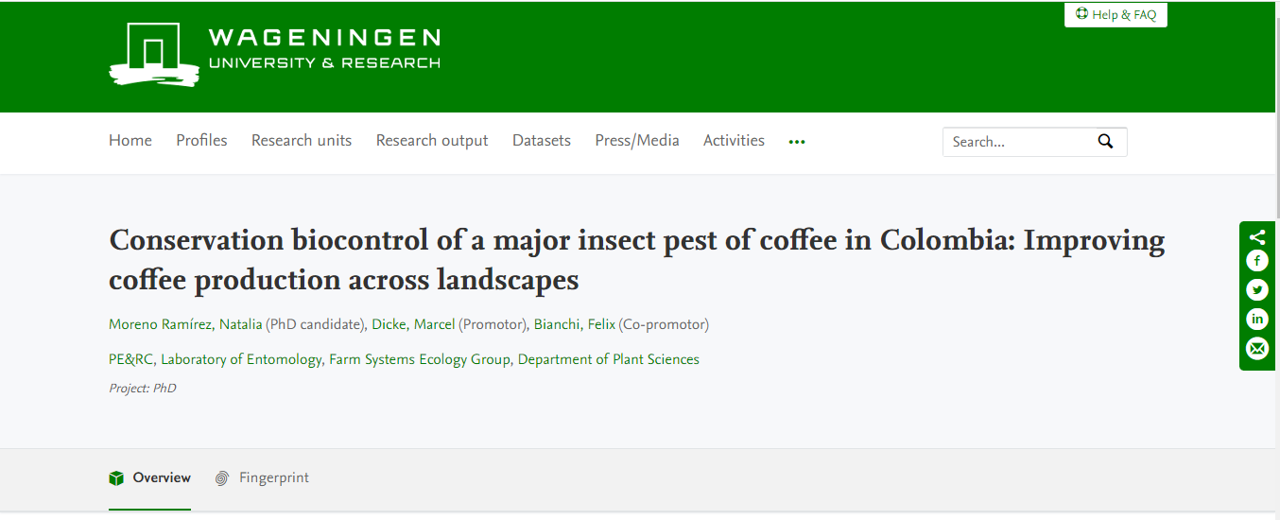 Help & FAQ
WAGENINGEN
UNIVERSITY & RESEARCH
Home Profiles Research units Research output Datasets Press/Media Activities ••• Search...
Conservation biocontrol of a major insect pest of coffee in Colombia: Improving
coffee production across landscapes
Moreno Ramírez, Natalia (PhD candidate), Dicke, Marcel (Promotor), Bianchi, Felix (Co-promotor)
PE&RC, Laboratory of Entomology, Farm Systems Ecology Group, Department of Plant Sciences
Project: PhD
Overview Fingerprint